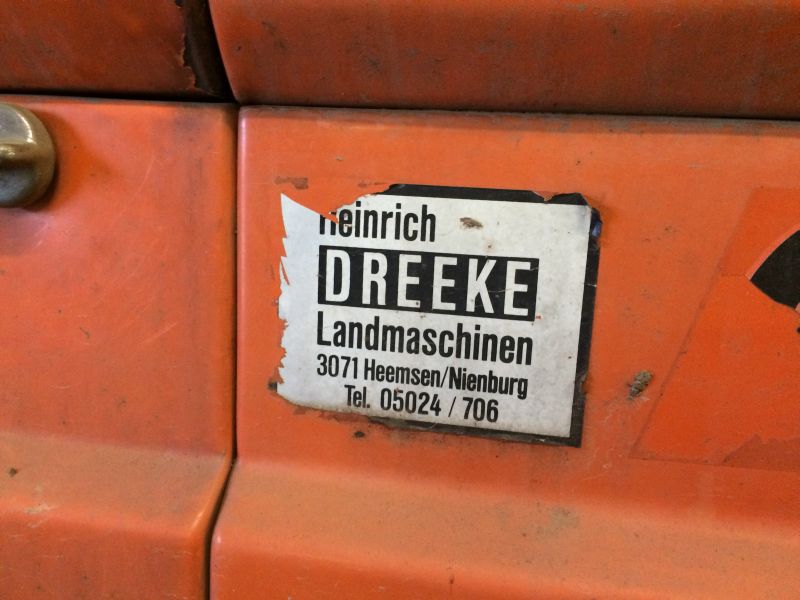 Heinrich
DREEKE
Landmaschinen
3071 Heemsen/Nienburg
Tel. 05024 / 706